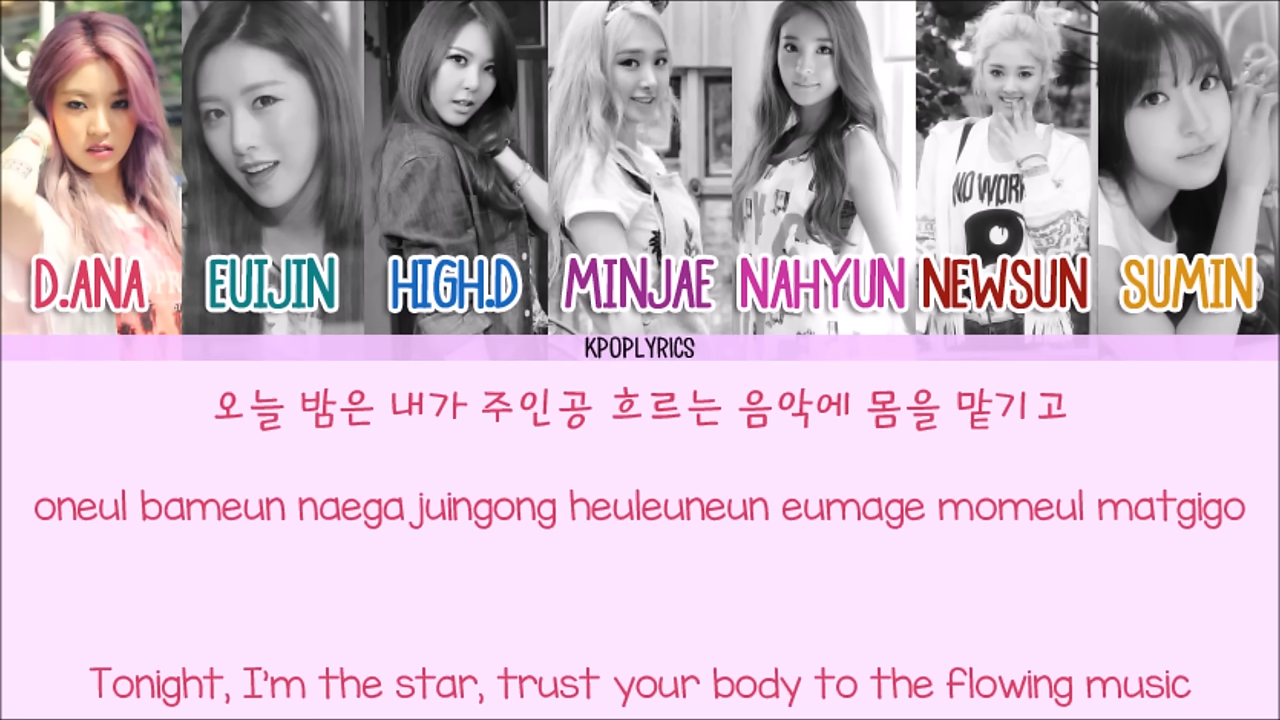 D.ANA EUIJIN HIGH.D MINJAE NAHYUN NEWSUN SUMIN
NO WORK
KPOPLYRICS
오늘 밤은 내가 주인공 흐르는 음악에 몸을 맡기고
oneul bameun naega juingong heuleuneun eumage momeul matgigo
Tonight, I'm the star, trust your body to the flowing music